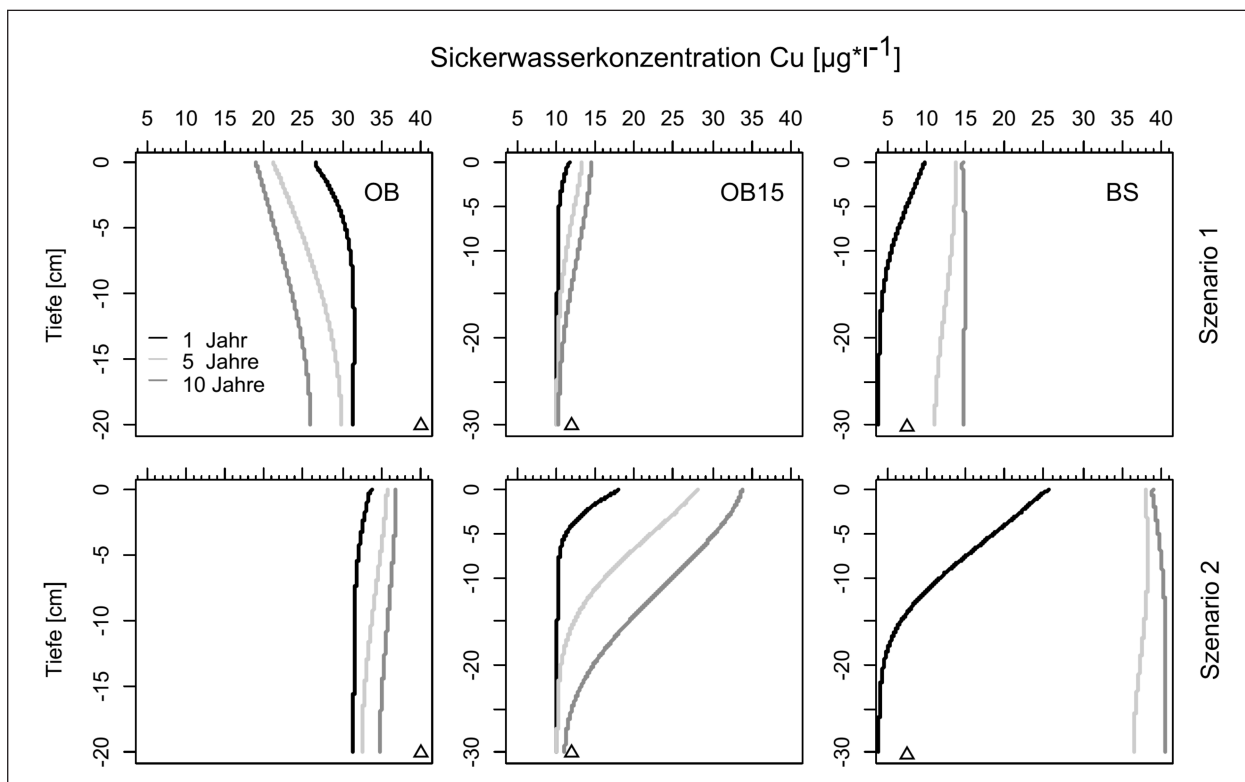 Sickerwasserkonzentration Cu [µg*l-1]
5 10 15 20 25 30 35 40
5 10 15 20 25 30 35 40
5 10 15 20 25 30 35 40
Tiefe [cm]
0
-5
-10
-15
-20
OB
1 Jahr
5 Jahre
10 Jahre
0
-5
-10
-20
-30
OB15
0
-5
-10
-20
-30
BS
Szenario 1
Tiefe [cm]
0
-5
-10
-15
-20
0
-5
-10
-20
-30
0
-5
-10
-20
-30
Szenario 2